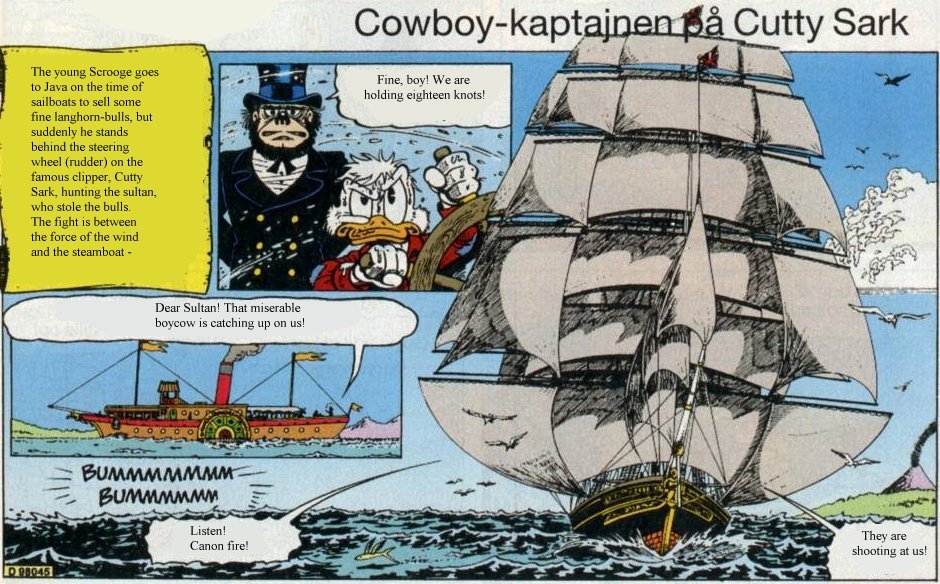 Cowboy-kaptajnen på Cutty Sark
The young Scrooge goes
to Java on the time of
sailboats to sell some
fine langhorn-bulls, but
suddenly he stands
behind the steering
wheel (rudder) on the
famous clipper, Cutty
Sark, hunting the sultan,
who stole the bulls.
The fight is between
the force of the wind
and the steamboat -
Fine, boy! We are
holding eighteen knots!
Dear Sultan! That miserable
boycow is catching up on us!
BUMMMMMMMM
BUMMMMMM
Listen!
Canon fire!
They are
shooting at us!
D 98045